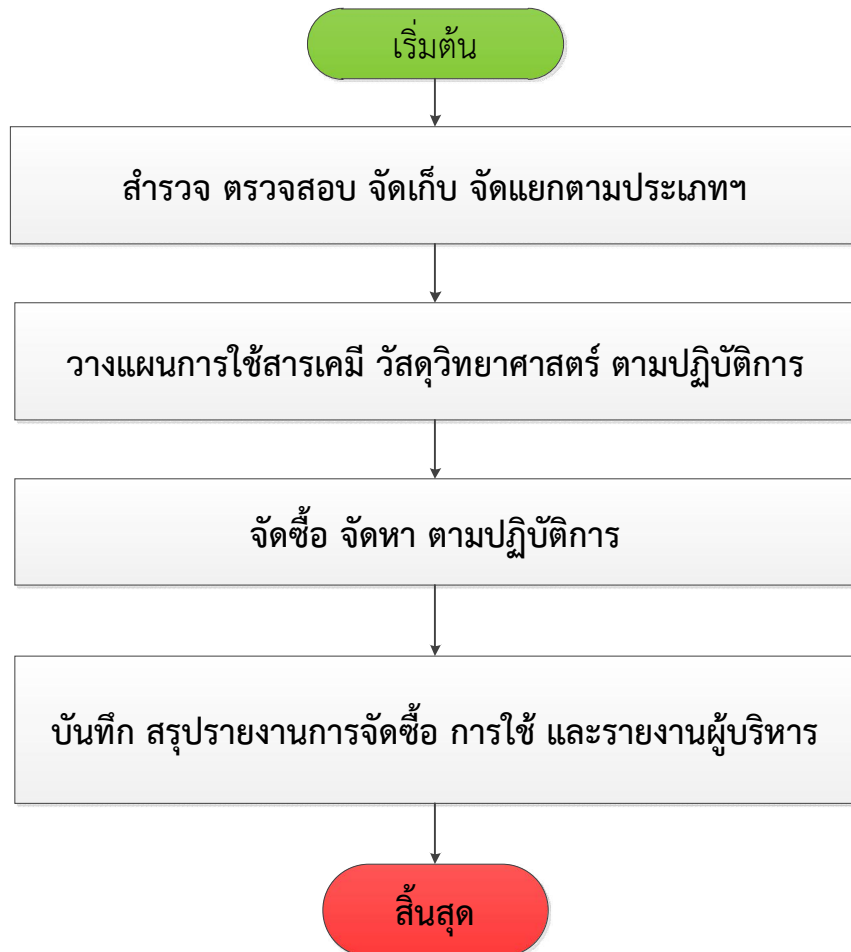 เริ่มต้น
สำรวจ ตรวจสอบ จัดเก็บ จัดแยกตามประเภทฯ
วางแผนการใช้สารเคมี วัสดุวิทยาศาสตร์ ตามปฏิบัติการ
จัดซื้อ จัดหา ตามปฏิบัติการ
บันทึก สรุปรายงานการจัดซื้อ การใช้ และรายงานผู้บริหาร
สิ้นสุด